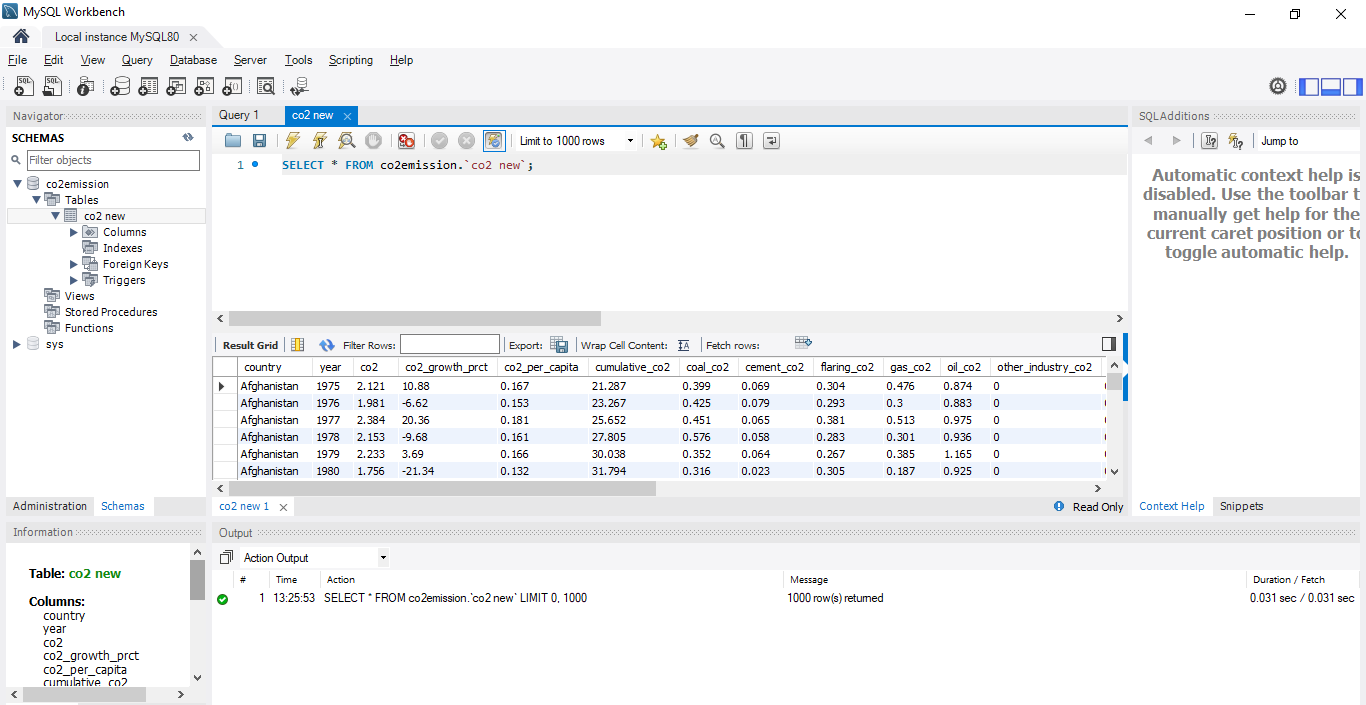 MySQL Workbench
Local instance MySQL80
File Edit View Query Database Server Tools Scripting Help
Navigator
SCHEMAS
Filter objects
co2emission
Tables
co2 new
Columns
Indexes
Foreign Keys
Triggers
Views
Stored Procedures
Functions
sys
Administration Schemas
Information
Table: co2 new
Columns:
country
year
co2
co2_growth_prct
co2_per_capita
cumulative_co2
Query 1 co2 new
Limit to 1000 rows
1 SELECT * FROM co2emission.`co2 new`;
Result Grid Filter Rows: Export: Wrap Cell Content: Fetch rows:
country year co2 co2_growth_prct co2_per_capita cumulative_co2 coal_co2 cement_co2 flaring_co2 gas_co2 oil_co2 other_industry_co2
Afghanistan 1975 2.121 10.88 0.167 21.287 0.399 0.069 0.304 0.476 0.874 0
Afghanistan 1976 1.981 -6.62 0.153 23.267 0.425 0.079 0.293 0.3 0.883 0
Afghanistan 1977 2.384 20.36 0.181 25.652 0.451 0.065 0.381 0.513 0.975 0
Afghanistan 1978 2.153 -9.68 0.161 27.805 0.576 0.058 0.283 0.301 0.936 0
Afghanistan 1979 2.233 3.69 0.166 30.038 0.352 0.064 0.267 0.385 1.165 0
Afghanistan 1980 1.756 -21.34 0.132 31.794 0.316 0.023 0.305 0.187 0.925 0
co2 new 1 Read Only
SQLAdditions
Jump to
Automatic context help is
disabled. Use the toolbar t
manually get help for the
current caret position or to
toggle automatic help.
Context Help Snippets
Output
Action Output
# Time Action Message Duration / Fetch
1 13:25:53 SELECT * FROM co2emission.`co2 new` LIMIT 0, 1000 1000 row(s) returned 0.031 sec / 0.031 sec